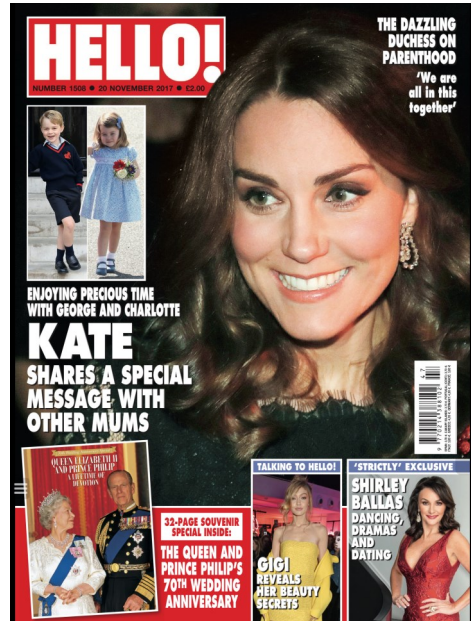 HELLO!
NUMBER 1508 • 20 NOVEMBER 2017 • £2.00
THE DAZZLING
DUCHESS ON
PARENTHOOD
'We are
all in this
together'
ENJOYING PRECIOUS TIME
WITH GEORGE AND CHARLOTTE
KATE
SHARES A SPECIAL
MESSAGE WITH
OTHER MUMS
QUEEN ELIZABETH II
AND PRINCE PHILIP
A LIFETIME OF
DEVOTION
32-PAGE SOUVENIR
SPECIAL INSIDE:
THE QUEEN AND
PRINCE PHILIP'S
70TH WEDDING
ANNIVERSARY
TALKING TO HELLO!
GIGI
REVEALS
HER BEAUTY
SECRETS
'STRICTLY' EXCLUSIVE
SHIRLEY
BALLAS
DANCING,
DRAMAS
AND
DATING
47